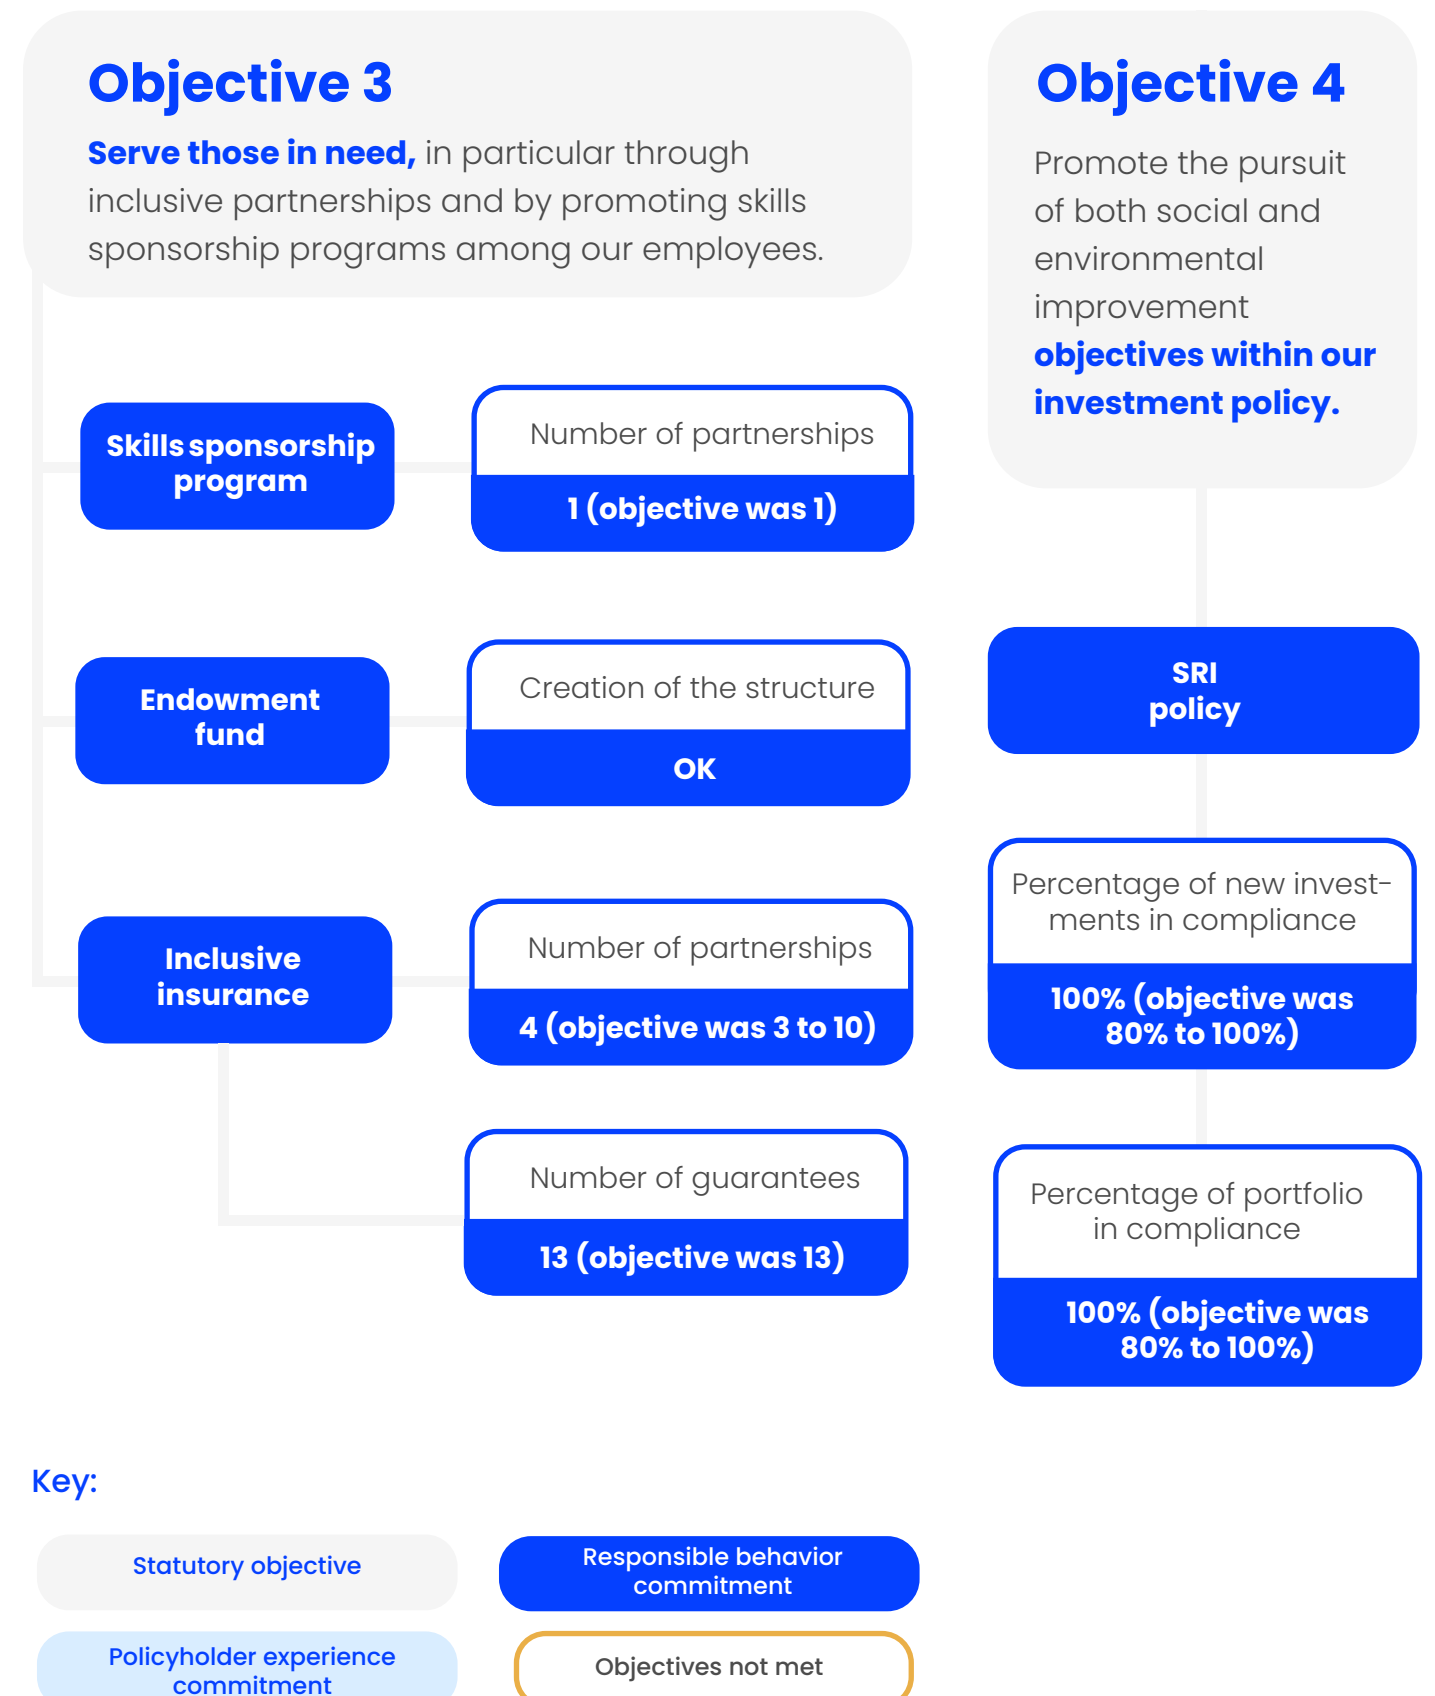 Objective 3
Serve those in need, in particular through
inclusive partnerships and by promoting skills
sponsorship programs among our employees.
Skills sponsorship
program
Number of partnerships
1 (objective was 1)
Endowment
fund
Creation of the structure
OK
Inclusive
insurance
Number of partnerships
4 (objective was 3 to 10)
Number of guarantees
13 (objective was 13)
Objective 4
Promote the pursuit
of both social and
environmental
improvement
objectives within our
investment policy.
SRI
policy
Percentage of new invest-
ments in compliance
100% (objective was
80% to 100%)
Percentage of portfolio
in compliance
100% (objective was
80% to 100%)
Key:
Statutory objective
Responsible behavior
commitment
Policyholder experience
commitment
Objectives not met